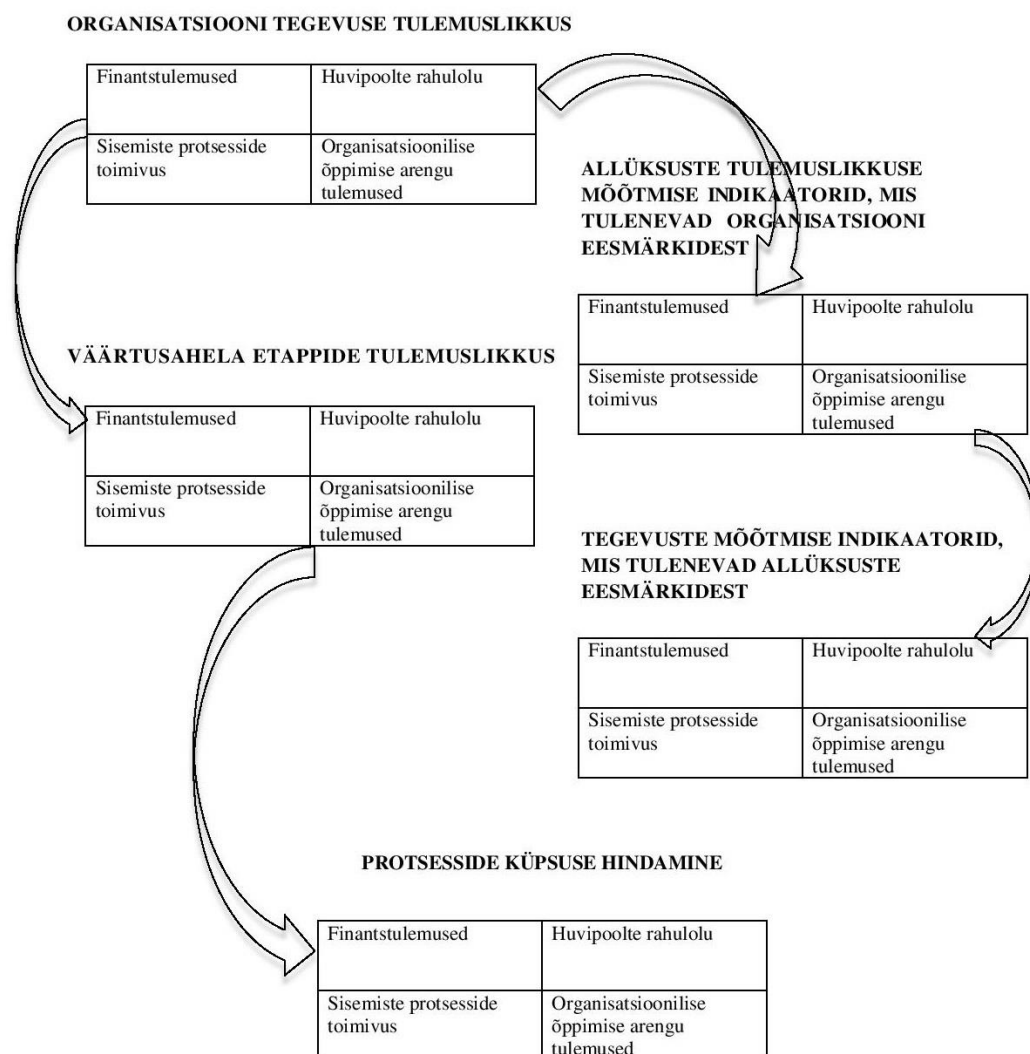 ORGANISATSIOONI TEGEVUSE TULEMUSLIKKUS
Finantstulemused
Huvipoolte rahulolu
Sisemiste protsesside
toimivus
Organisatsioonilise
õppimise arengu
tulemused
ALLÜKSUSTE TULEMUSLIKKUSE
MÕÕTMISE INDIKAATORID, MIS
TULENEVAD ORGANISATSIOONI
EESMÄRKIDEST
Finantstulemused
Huvipoolte rahulolu
Sisemiste protsesside
toimivus
Organisatsioonilise
õppimise arengu
tulemused
VÄÄRTUSAHELA ETAPPIDE TULEMUSLIKKUS
Finantstulemused
Huvipoolte rahulolu
Sisemiste protsesside
toimivus
Organisatsioonilise
õppimise arengu
tulemused
TEGEVUSTE MÕÕTMISE INDIKAATORID,
MIS TULENEVAD ALLÜKSUSTE
EESMÄRKIDEST
Finantstulemused
Huvipoolte rahulolu
Sisemiste protsesside
toimivus
Organisatsioonilise
õppimise arengu
tulemused
PROTSESSIDE KÜPSUSE HINDAMINE
Finantstulemused
Huvipoolte rahulolu
Sisemiste protsesside
toimivus
Organisatsioonilise
õppimise arengu
tulemused